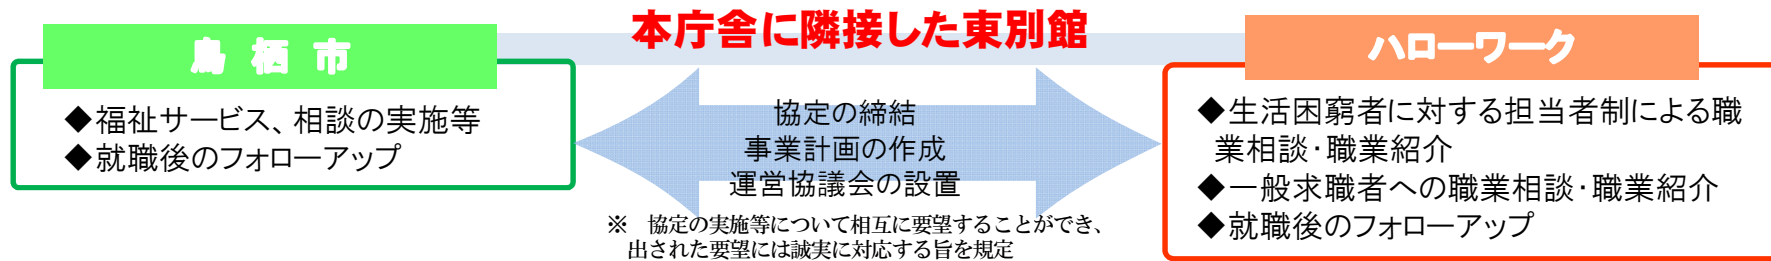 本庁舎に隣接した東別館
鳥 栖 市
◆福祉サービス、相談の実施等
◆就職後のフォローアップ
協定の締結
事業計画の作成
運営協議会の設置
※　協定の実施等について相互に要望することができ、
出された要望には誠実に対応する旨を規定
ハローワーク
◆生活困窮者に対する担当者制による職
業相談・職業紹介
◆一般求職者への職業相談・職業紹介
◆就職後のフォローアップ